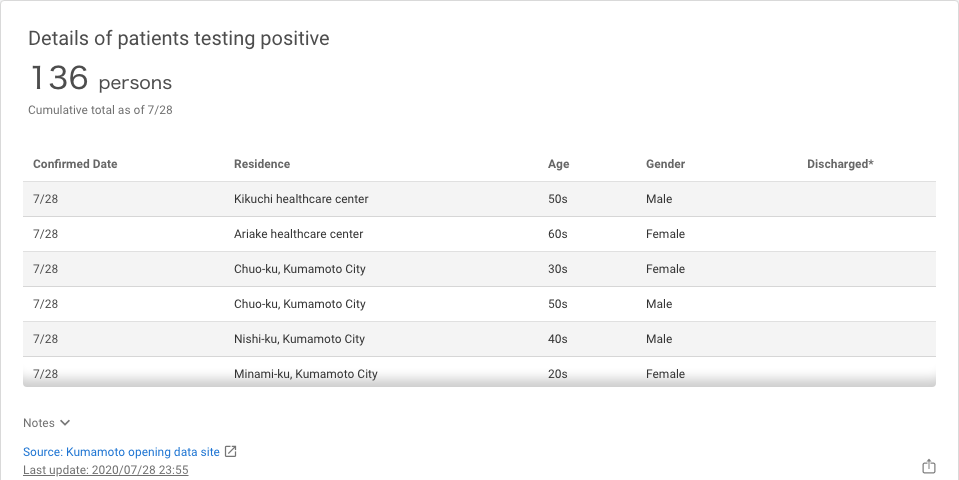 Details of patients testing positive
136 persons
Cumulative total as of 7/28
Confirmed Date Residence Age Gender Discharged*
7/28 Kikuchi healthcare center 50s Male
7/28 Ariake healthcare center 60s Female
7/28 Chuo-ku, Kumamoto City 30s Female
7/28 Chuo-ku, Kumamoto City 50s Male
7/28 Nishi-ku, Kumamoto City 40s Male
7/28 Minami-ku, Kumamoto City 20s Female
Notes
Source: Kumamoto opening data site
Last update: 2020/07/28 23:55